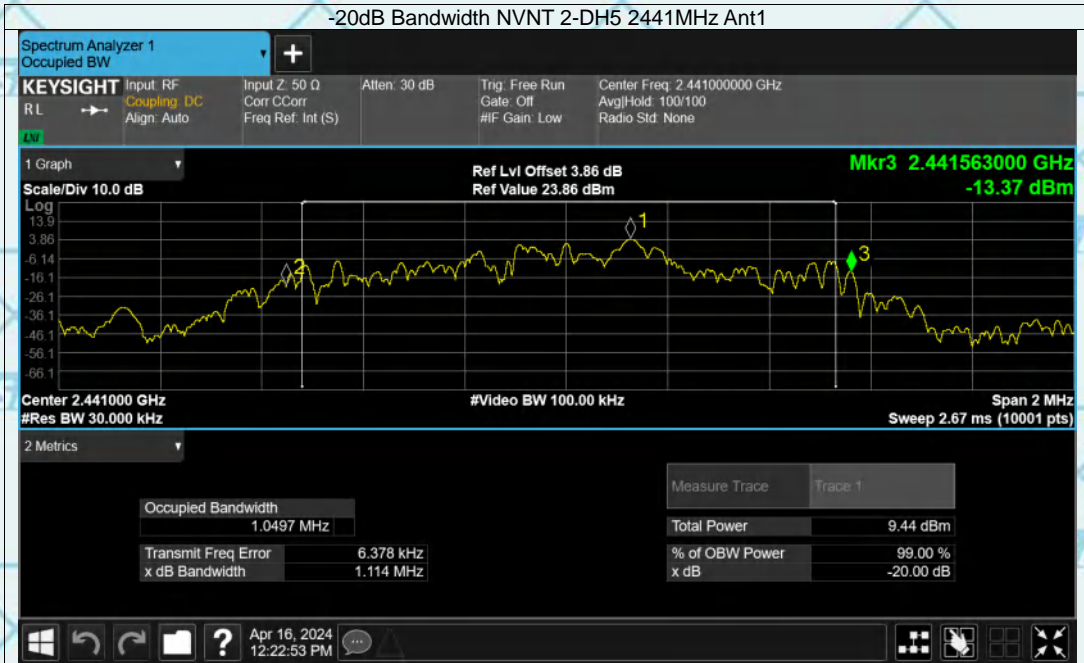 -20dB Bandwidth NVNT 2-DH5 2441MHz Ant1
Spectrum Analyzer 1
Occupied BW
+
KEYSIGHT
RL
LXI
Input: RF
Coupling: DC
Align: Auto
Input Z: 50 Ω
Corr CCorr
Freq Ref: Int (S)
Atten: 30 dB
Trig: Free Run
Gate: Off
#IF Gain: Low
Center Freq: 2.441000000 GHz
Avg|Hold: 100/100
Radio Std: None
1 Graph
Scale/Div 10.0 dB
Ref Lvl Offset 3.86 dB
Ref Value 23.86 dBm
Mkr3 2.441563000 GHz
-13.37 dBm
Log
13.9
3.86
-6.14
-16.1
-26.1
-36.1
-46.1
-56.1
-66.1
1
2
3
Center 2.441000 GHz
#Video BW 100.00 kHz
Span 2 MHz
#Res BW 30.000 kHz
Sweep 2.67 ms (10001 pts)
2 Metrics
Measure Trace Trace 1
Occupied Bandwidth
1.0497 MHz
Total Power 9.44 dBm
Transmit Freq Error 6.378 kHz
% of OBW Power 99.00 %
x dB Bandwidth 1.114 MHz
x dB -20.00 dB
?
Apr 16, 2024
12:22:53 PM